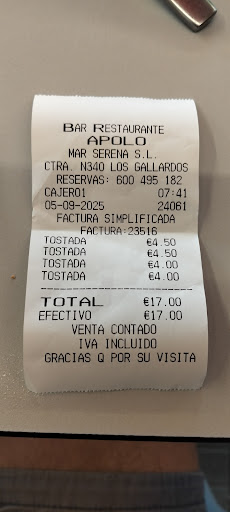 BAR RESTAURANTE
APOLO
MAR SERENA S.L.
CTRA. N340 LOS GALLARDOS
RESERVAS: 600 495 182
CAJERO1 07:41
05-09-2025 24061
FACTURA SIMPLIFICADA
FACTURA:23516
TOSTADA €4.50
TOSTADA €4.50
TOSTADA €4.00
TOSTADA €4.00
TOTAL €17.00
EFECTIVO €17.00
VENTA CONTADO
IVA INCLUIDO
GRACIAS Q POR SU VISITA